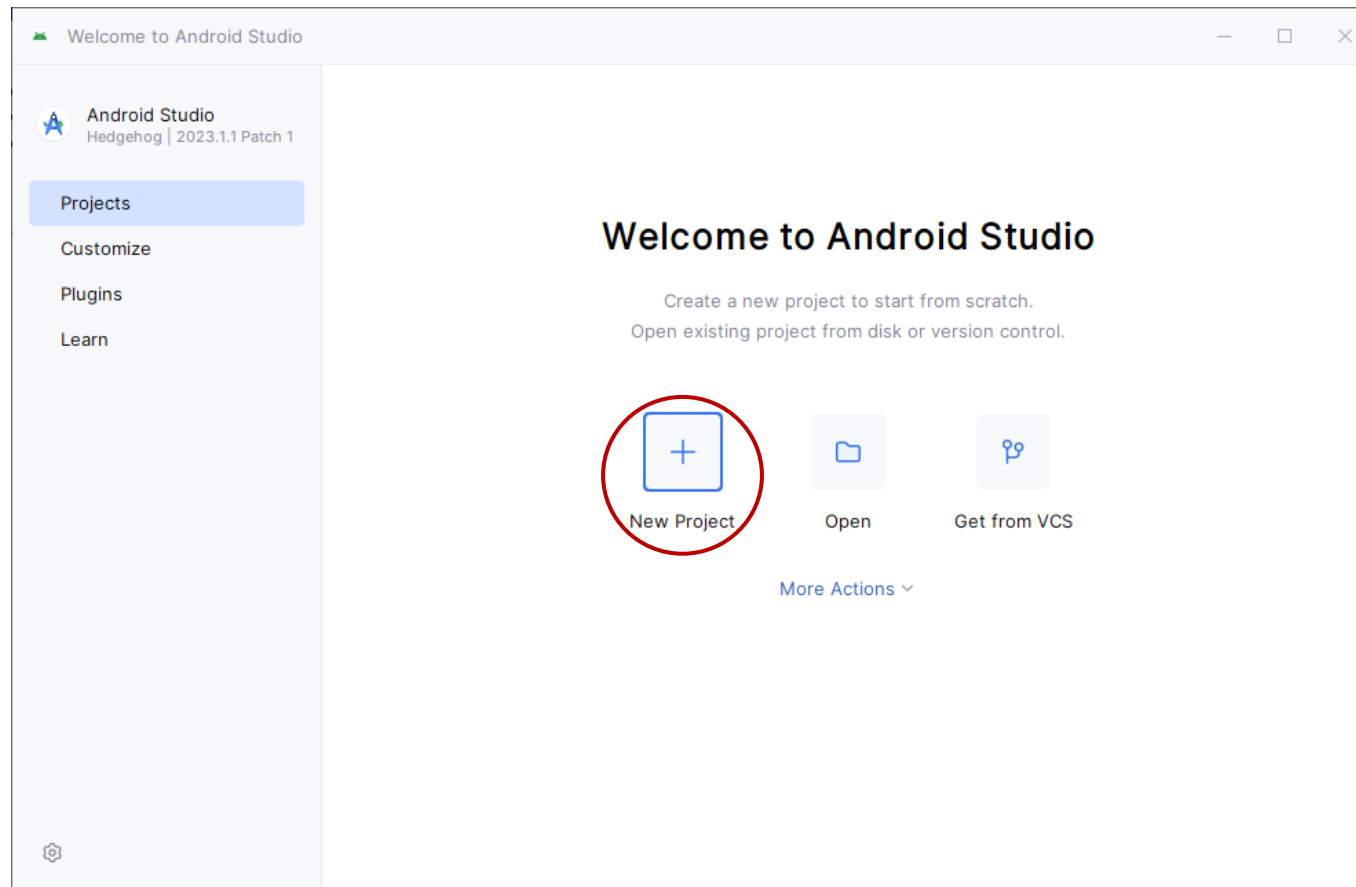 Welcome to Android Studio
Android Studio
Hedgehog | 2023.1.1 Patch 1
Projects
Customize
Plugins
Learn
Welcome to Android Studio
Create a new project to start from scratch.
Open existing project from disk or version control.
New Project
Open
Get from VCS
More Actions